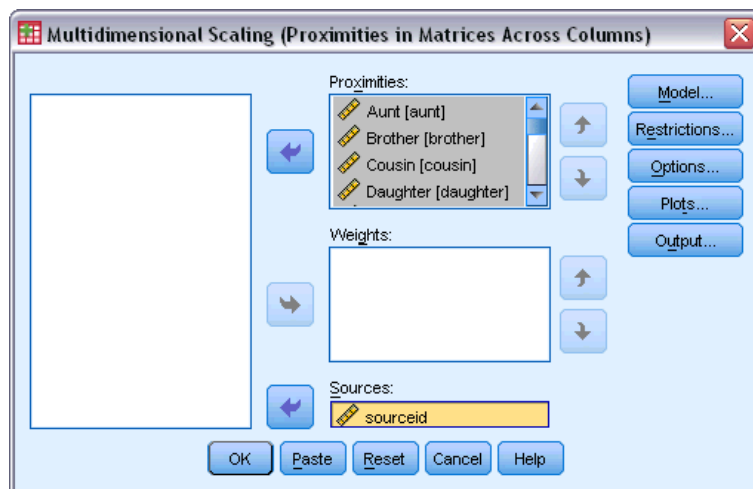 Multidimensional Scaling (Proximities in Matrices Across Columns)
Proximities:
Aunt [aunt]
Brother [brother]
Cousin [cousin]
Daughter [daughter]
Weights:
Sources:
sourceid
Model...
Restrictions...
Options...
Plots...
Output...
OK
Paste
Reset
Cancel
Help